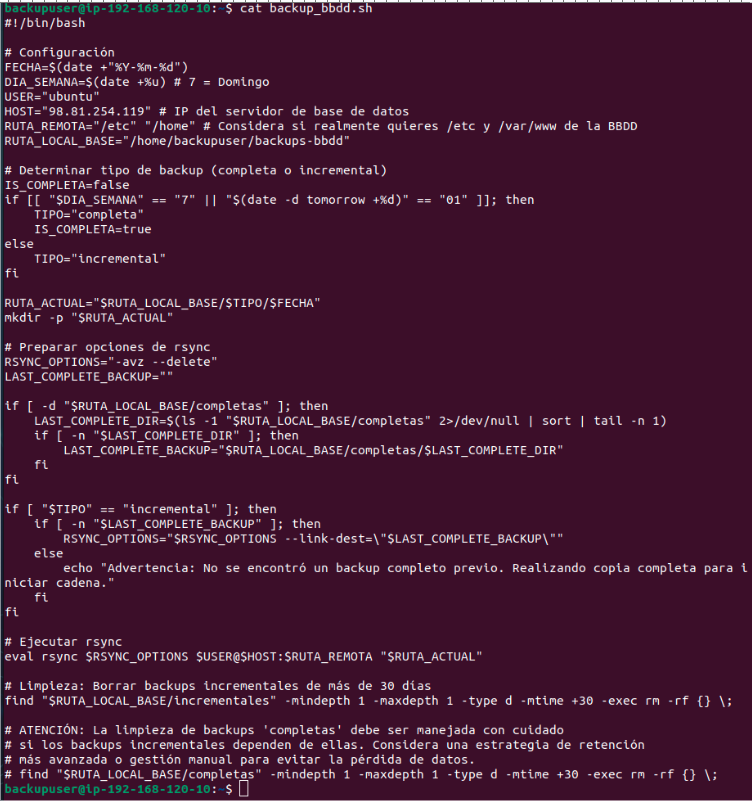 backupuser@ip-192-168-120-10:~$ cat backup_bbdd.sh
#!/bin/bash

# Configuración
FECHA=$(date +"%Y-%m-%d")
DIA_SEMANA=$(date +%u) # 7 = Domingo
USER="ubuntu"
HOST="98.81.254.119" # IP del servidor de base de datos
RUTA_REMOTA="/etc" "/home" # Considera si realmente quieres /etc y /var/www de la BBDD
RUTA_LOCAL_BASE="/home/backupuser/backups-bbdd"

# Determinar tipo de backup (completa o incremental)
IS_COMPLETA=false
if [[ "$DIA_SEMANA" == "7" || "$(date -d tomorrow +%d)" == "01" ]]; then
    TIPO="completa"
    IS_COMPLETA=true
else
    TIPO="incremental"
fi

RUTA_ACTUAL="$RUTA_LOCAL_BASE/$TIPO/$FECHA"
mkdir -p "$RUTA_ACTUAL"

# Preparar opciones de rsync
RSYNC_OPTIONS="-avz --delete"
LAST_COMPLETE_BACKUP=""

if [ -d "$RUTA_LOCAL_BASE/completas" ]; then
    LAST_COMPLETE_DIR=$(ls -1 "$RUTA_LOCAL_BASE/completas" 2>/dev/null | sort | tail -n 1)
    if [ -n "$LAST_COMPLETE_DIR" ]; then
        LAST_COMPLETE_BACKUP="$RUTA_LOCAL_BASE/completas/$LAST_COMPLETE_DIR"
    fi
fi

if [ "$TIPO" == "incremental" ]; then
    if [ -n "$LAST_COMPLETE_BACKUP" ]; then
        RSYNC_OPTIONS="$RSYNC_OPTIONS --link-dest=\"$LAST_COMPLETE_BACKUP\""
    else
        echo "Advertencia: No se encontró un backup completo previo. Realizando copia completa para i
niciar cadena."
    fi
fi

# Ejecutar rsync
eval rsync $RSYNC_OPTIONS $USER@$HOST:$RUTA_REMOTA "$RUTA_ACTUAL"

# Limpieza: Borrar backups incrementales de más de 30 días
find "$RUTA_LOCAL_BASE/incrementales" -mindepth 1 -maxdepth 1 -type d -mtime +30 -exec rm -rf {} \;

# ATENCIÓN: La limpieza de backups 'completas' debe ser manejada con cuidado
# si los backups incrementales dependen de ellas. Considera una estrategia de retención
# más avanzada o gestión manual para evitar la pérdida de datos.
# find "$RUTA_LOCAL_BASE/completas" -mindepth 1 -maxdepth 1 -type d -mtime +30 -exec rm -rf {} \;
backupuser@ip-192-168-120-10:~$